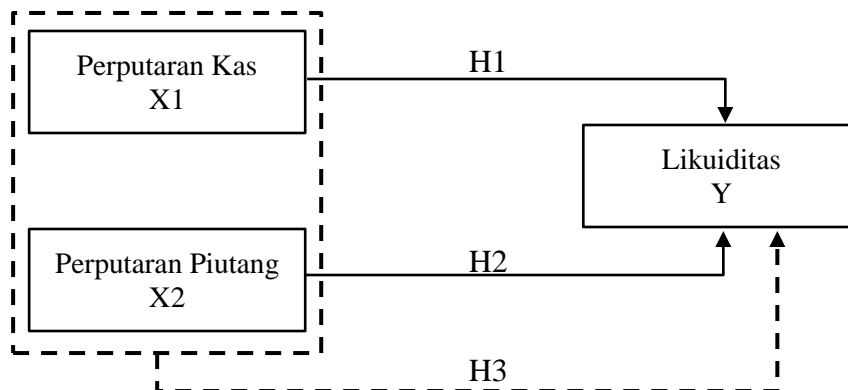 Perputaran Kas
X1
H1
Likuiditas
Y
Perputaran Piutang
X2
H2
H3